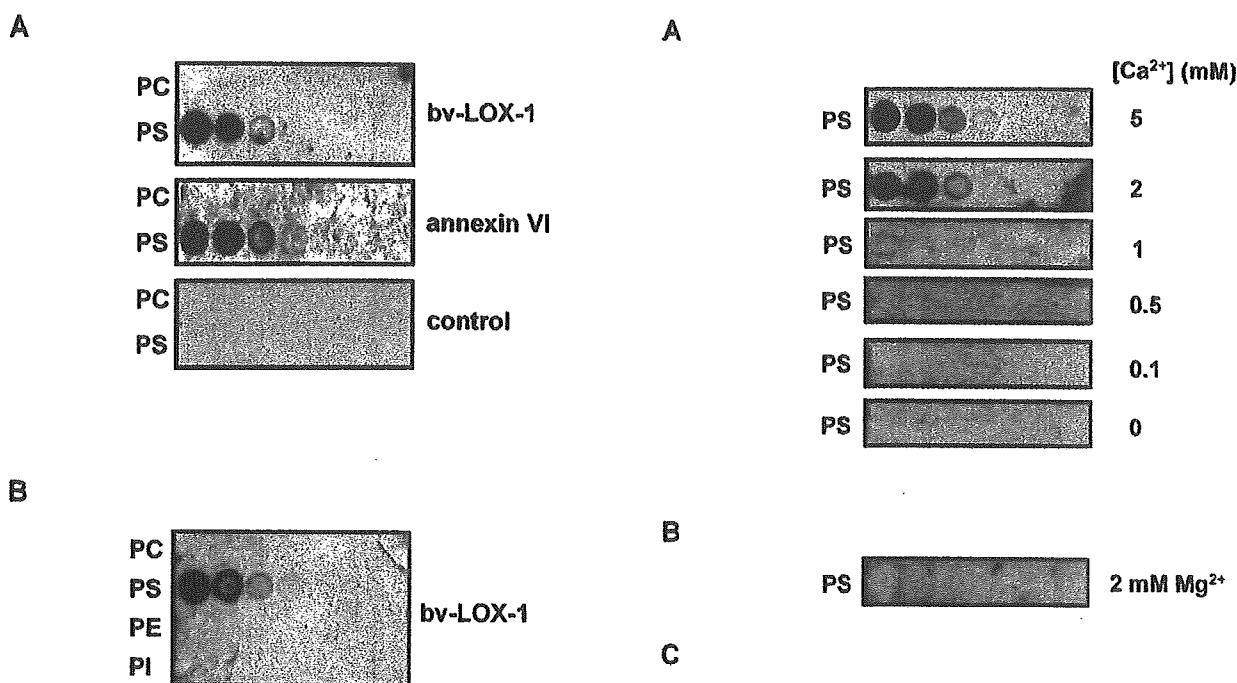 A
PC
PS
bv-LOX-1
PC
PS
annexin VI
PC
PS
control
B
PC
PS
PE
PI
bv-LOX-1
A
[Ca²⁺] (mM)
PS 5
PS 2
PS 1
PS 0.5
PS 0.1
PS 0
B
PS 2 mM Mg²⁺
C